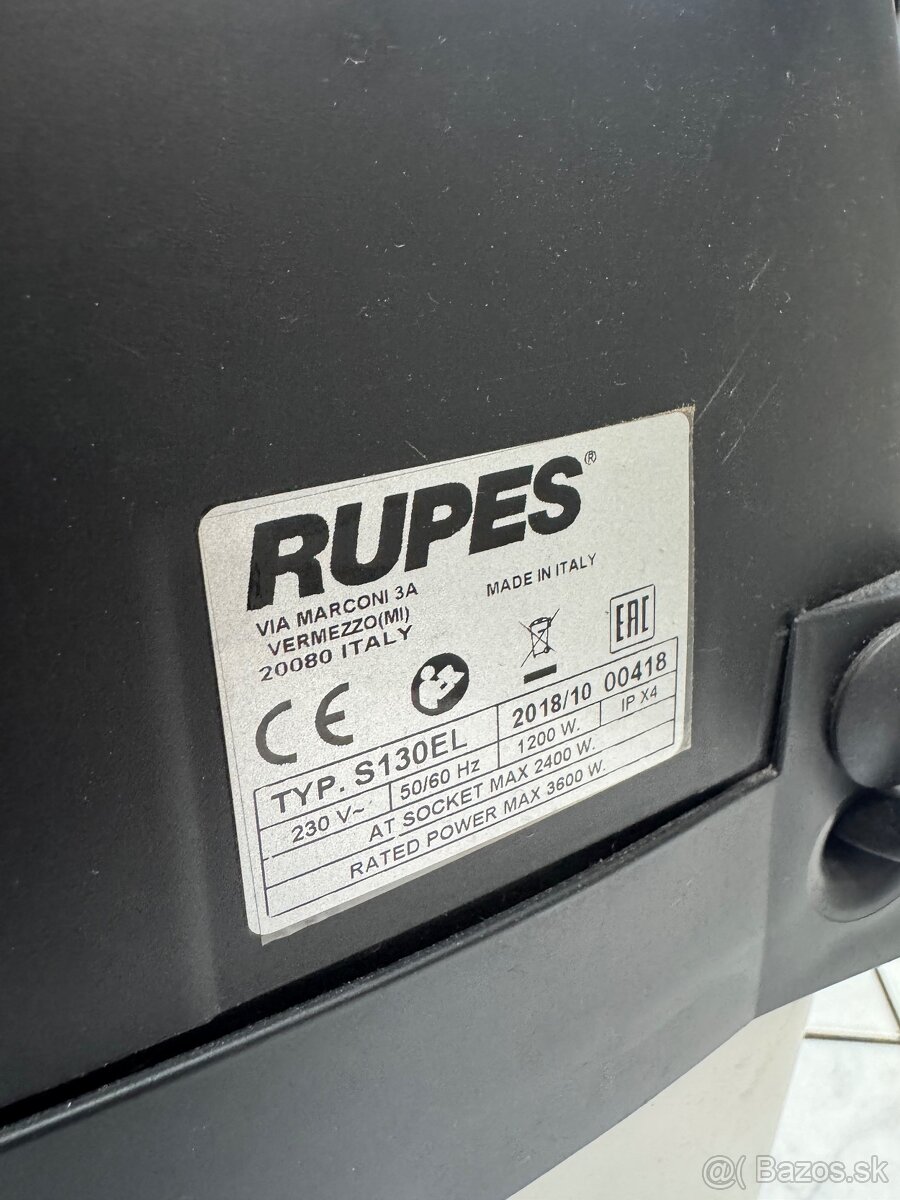 RUPES®
VIA MARCONI 3A
VERMEZZO(MI)
20080 ITALY
MADE IN ITALY
CE
EAC
TYP. S130EL
2018/10 00418
230 V~
50/60 Hz
1200 W.
IP X4
AT SOCKET MAX 2400 W.
RATED POWER MAX 3600 W.
@( Bazos.sk